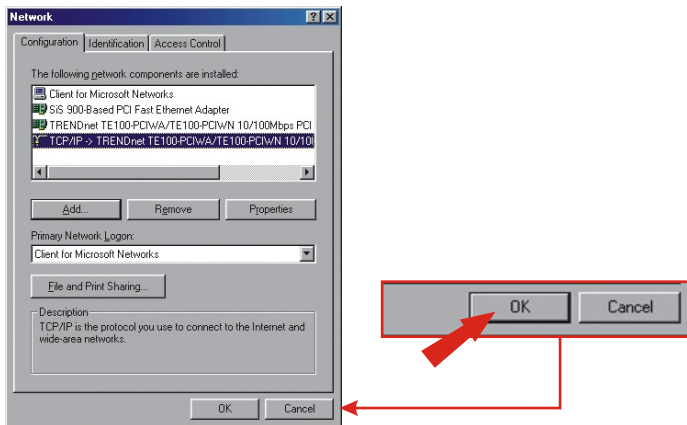 Network
Configuration Identification Access Control
The following network components are installed:
Client for Microsoft Networks
SiS 900-Based PCI Fast Ethernet Adapter
TRENDnet TE100-PCIWA/TE100-PCIWN 10/100Mbps PCI
TCP/IP -> TRENDnet TE100-PCIWA/TE100-PCIWN 10/100
Add... Remove Properties
Primary Network Logon:
Client for Microsoft Networks
File and Print Sharing...
Description
TCP/IP is the protocol you use to connect to the Internet and
wide-area networks.
OK Cancel
OK Cancel